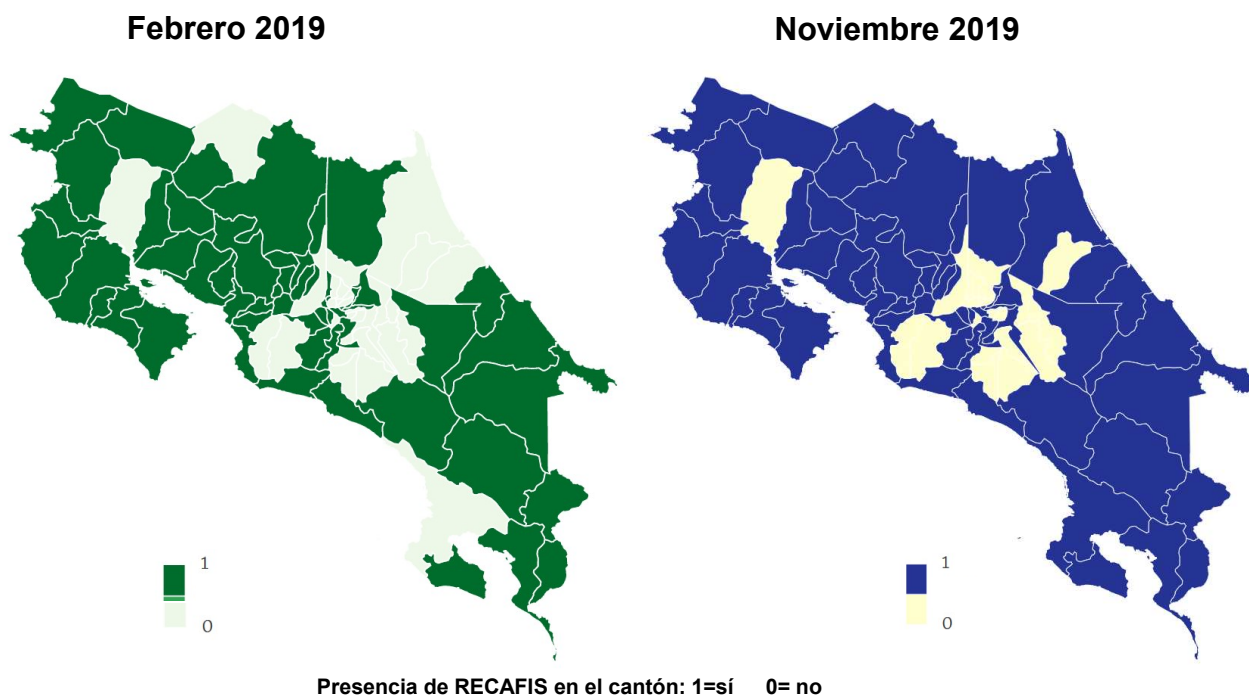 Febrero 2019
Noviembre 2019
1
0
1
0
Presencia de RECAFIS en el cantón: 1=sí 0= no